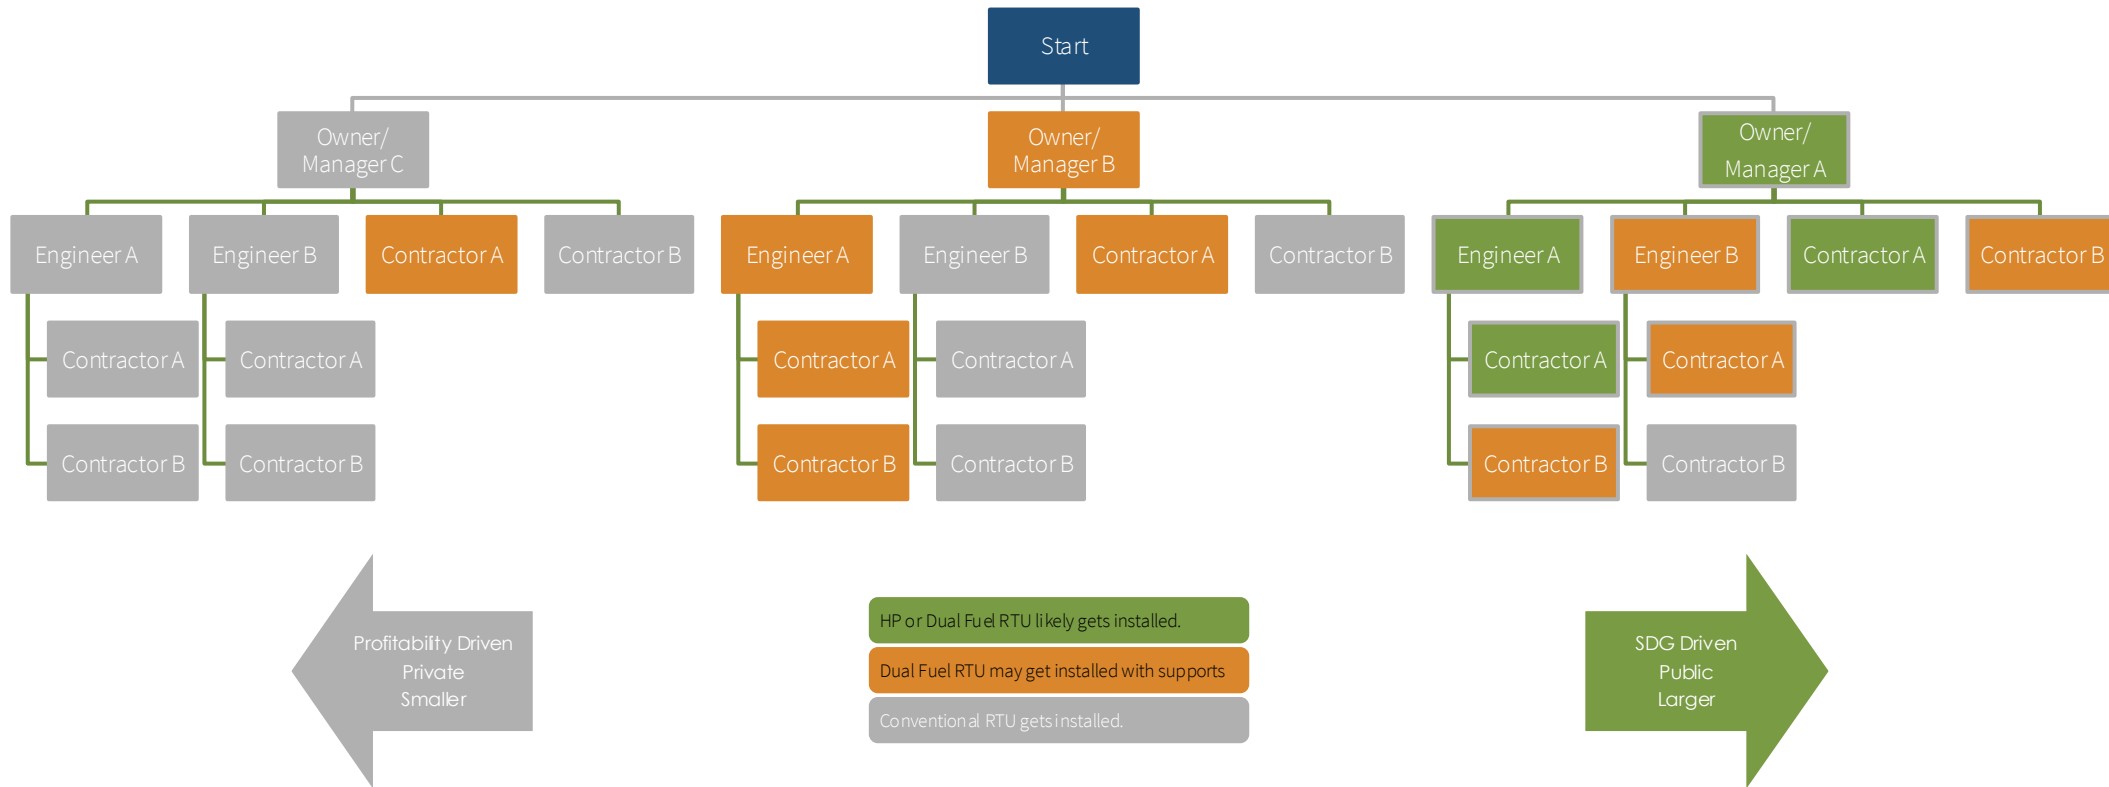 Start
Owner/
Manager C
Owner/
Manager B
Owner/
Manager A
Engineer A
Engineer B
Contractor A
Contractor B
Engineer A
Engineer B
Contractor A
Contractor B
Engineer A
Engineer B
Contractor A
Contractor B
Contractor A
Contractor A
Contractor A
Contractor A
Contractor A
Contractor A
Contractor B
Contractor B
Contractor B
Contractor B
Contractor B
Contractor B
Profitability Driven
Private
Smaller
HP or Dual Fuel RTU likely gets installed.
Dual Fuel RTU may get installed with supports
Conventional RTU gets installed.
SDG Driven
Public
Larger